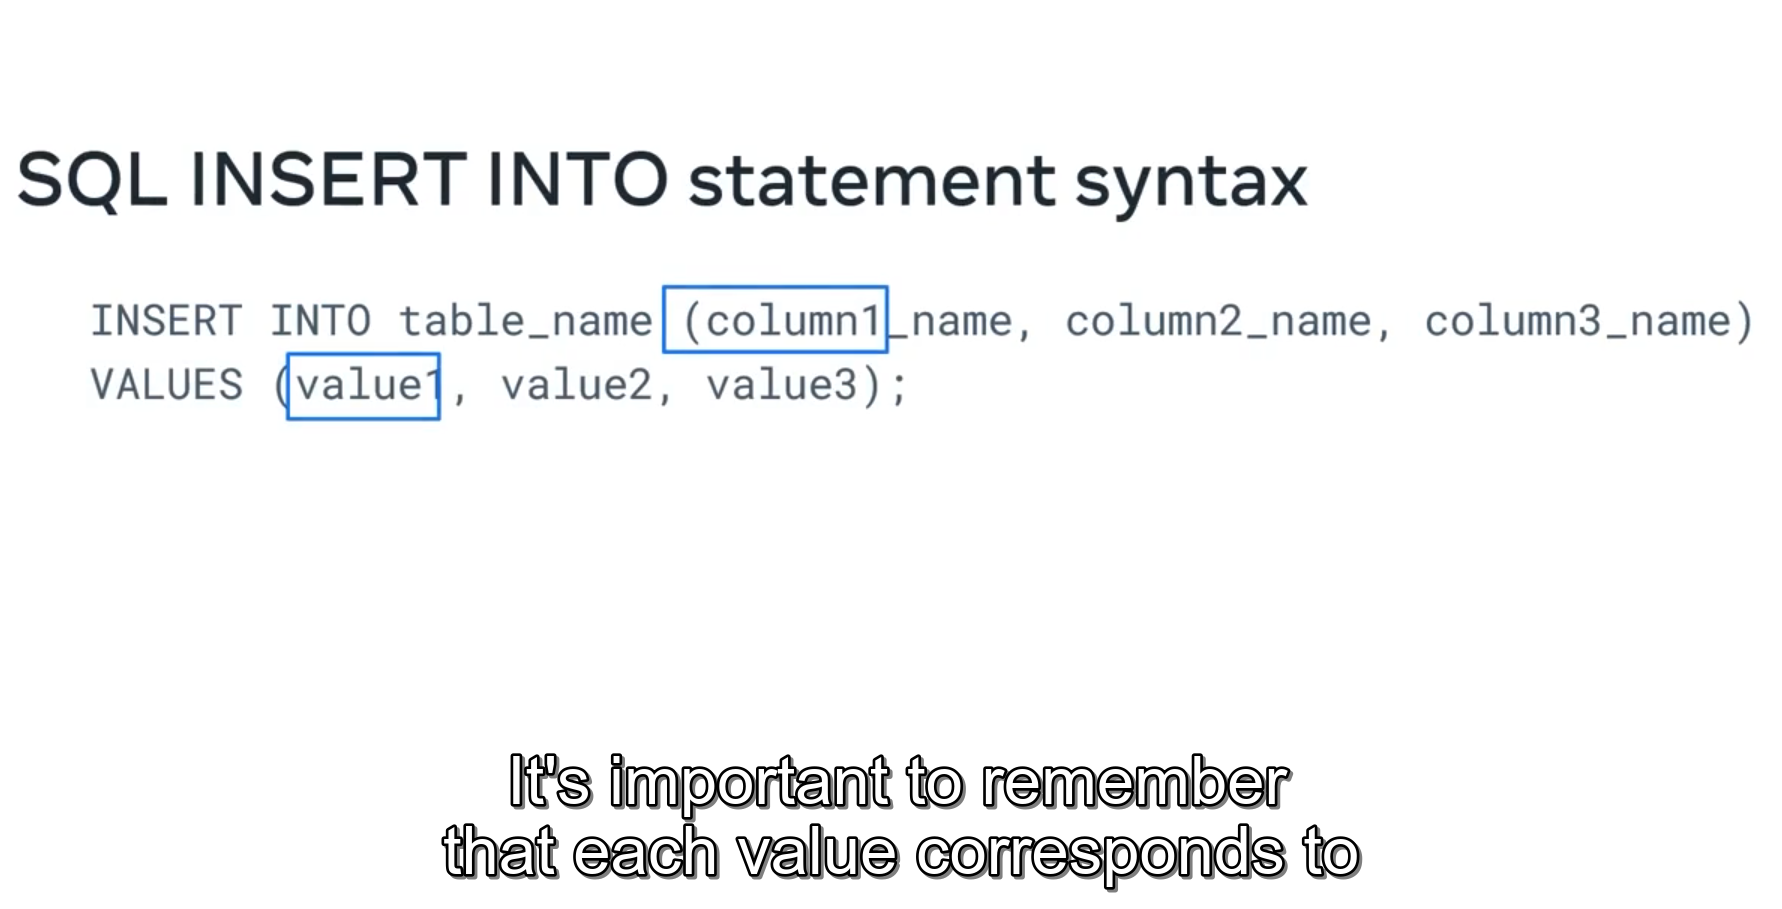 SQL INSERT INTO statement syntax
INSERT INTO table_name (column1_name, column2_name, column3_name)
VALUES (value1, value2, value3);
It's important to remember
that each value corresponds to